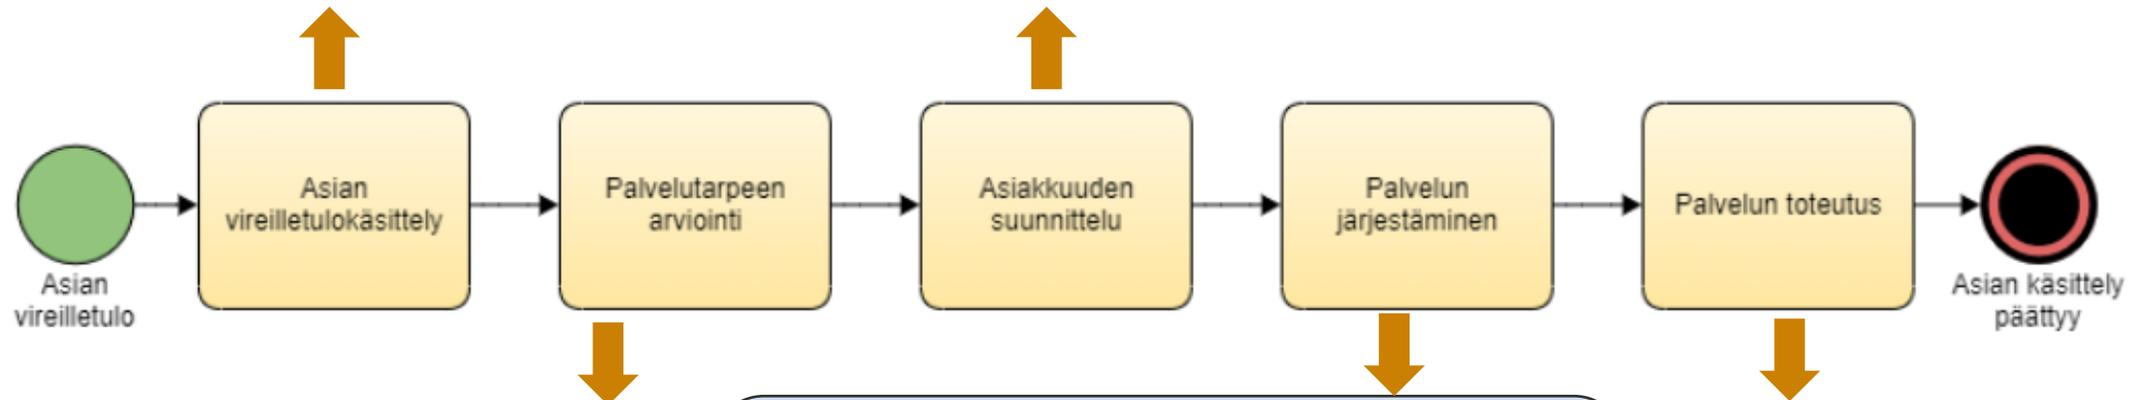 Asian
vireilletulo
Asian
vireilletulokäsittely
Palvelutarpeen
arviointi
Asiakkuuden
suunnittelu
Palvelun
järjestäminen
Palvelun toteutus
Asian käsittely
päättyy